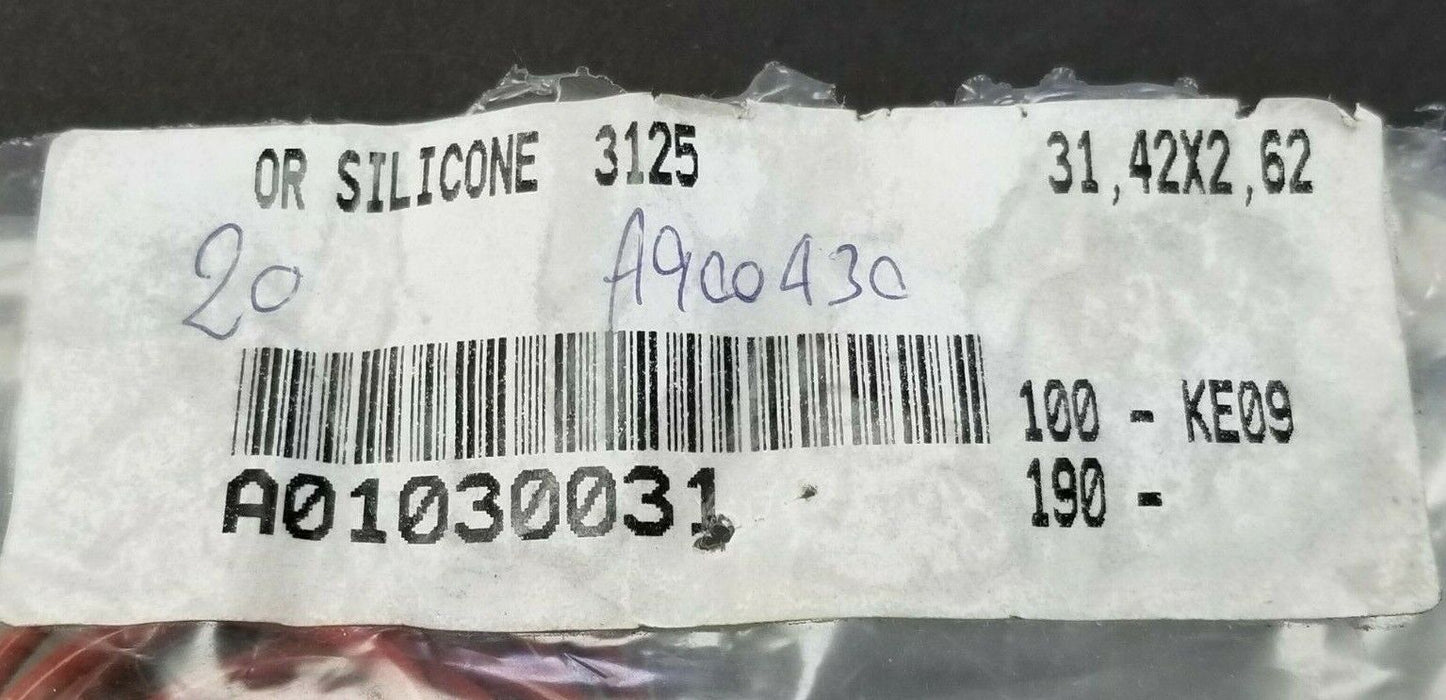 OR SILICONE 3125 31,42X2,62
20 A900430
100 - KE09
A01030031
190 -